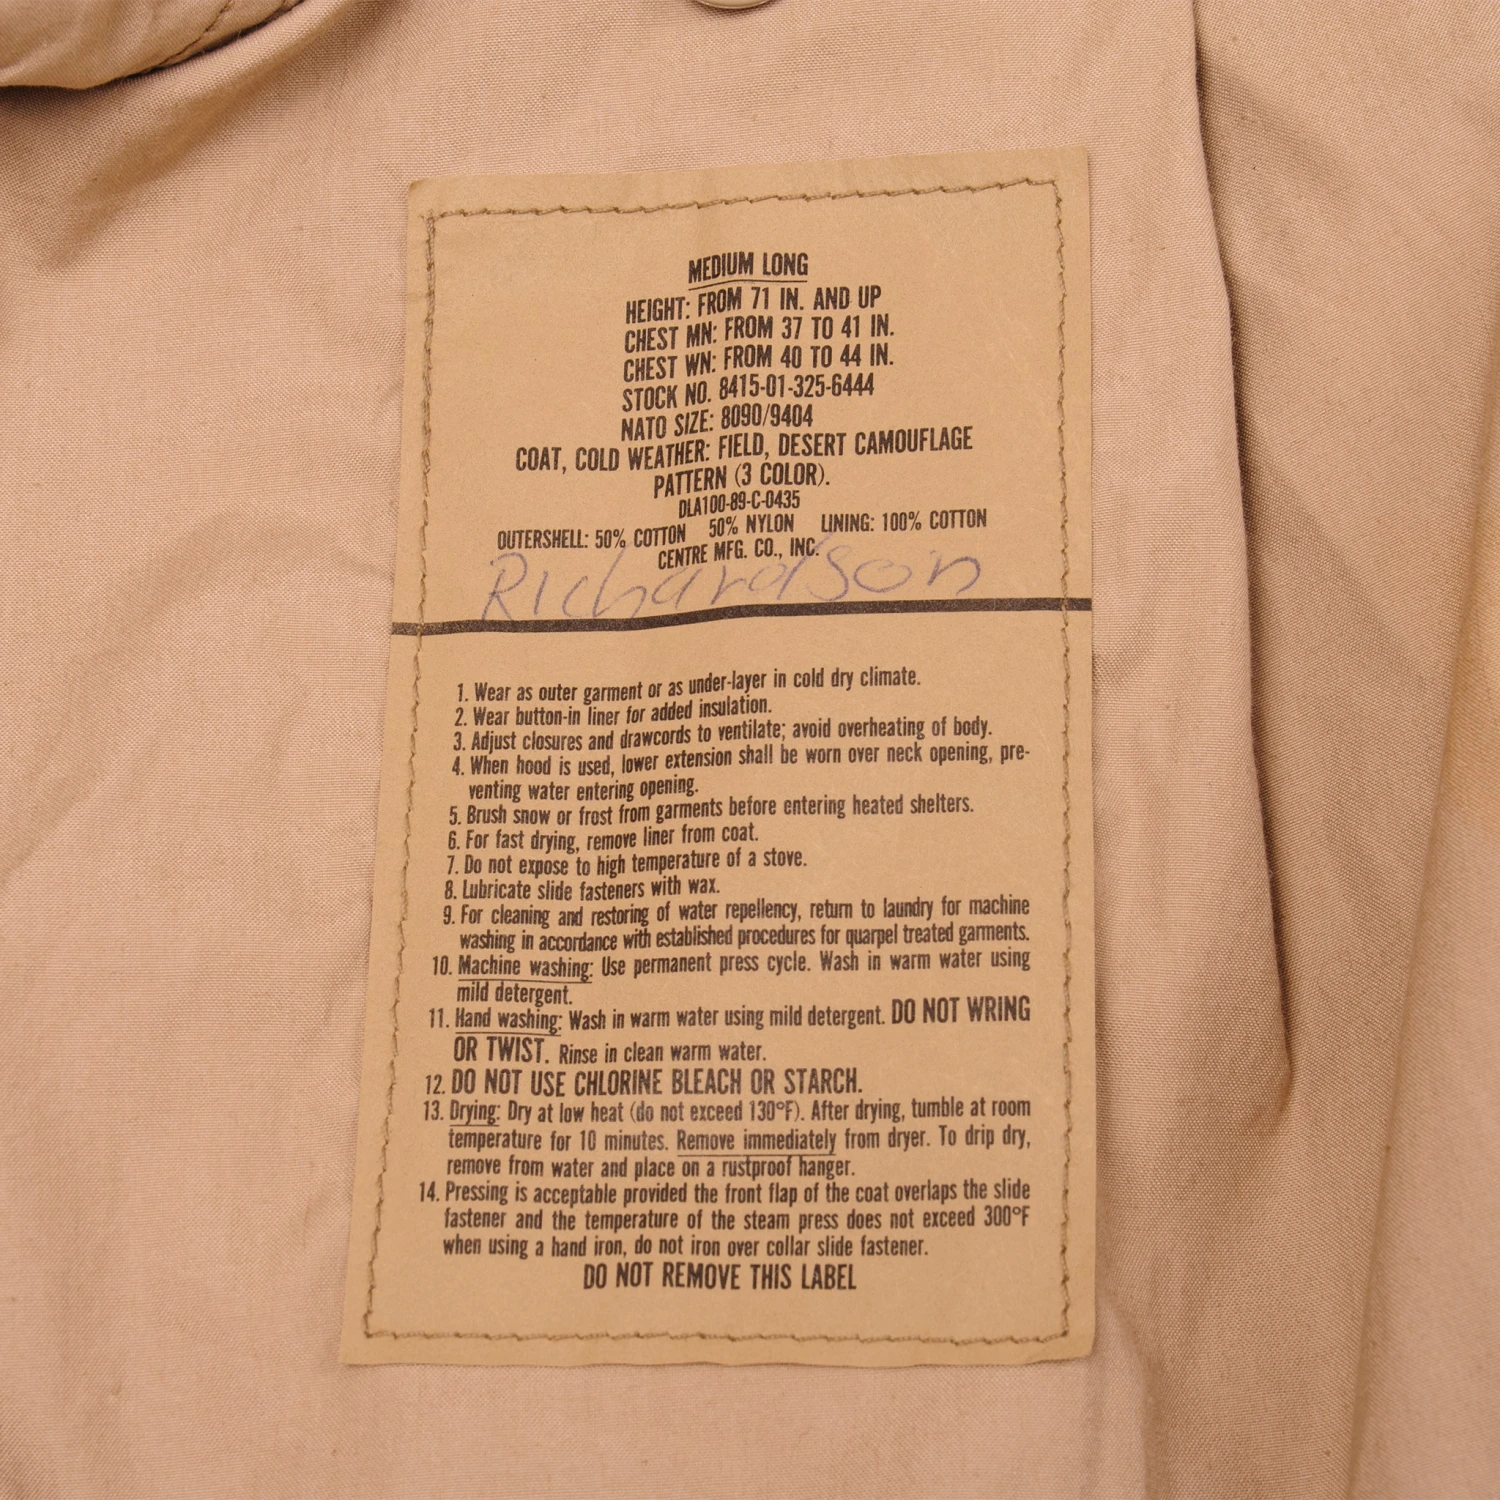 MEDIUM LONG
HEIGHT: FROM 71 IN. AND UP
CHEST MN: FROM 37 TO 41 IN.
CHEST WN: FROM 40 TO 44 IN.
STOCK NO. 8415-01-325-6444
NATO SIZE: 8090/9404
COAT, COLD WEATHER: FIELD, DESERT CAMOUFLAGE
PATTERN (3 COLOR).
DLA100-89-C-0435
OUTERSHELL: 50% COTTON 50% NYLON LINING: 100% COTTON
CENTRE MFG. CO., INC.
Richardson
1. Wear as outer garment or as under-layer in cold dry climate.
2. Wear button-in liner for added insulation.
3. Adjust closures and drawcords to ventilate; avoid overheating of body.
4. When hood is used, lower extension shall be worn over neck opening, pre-
venting water entering opening.
5. Brush snow or frost from garments before entering heated shelters.
6. For fast drying, remove liner from coat.
7. Do not expose to high temperature of a stove.
8. Lubricate slide fasteners with wax.
9. For cleaning and restoring of water repellency, return to laundry for machine
washing in accordance with established procedures for quarpel treated garments.
10. Machine washing: Use permanent press cycle. Wash in warm water using
mild detergent.
11. Hand washing: Wash in warm water using mild detergent. DO NOT WRING
OR TWIST. Rinse in clean warm water.
12. DO NOT USE CHLORINE BLEACH OR STARCH.
13. Drying: Dry at low heat (do not exceed 130°F). After drying, tumble at room
temperature for 10 minutes. Remove immediately from dryer. To drip dry,
remove from water and place on a rustproof hanger.
14. Pressing is acceptable provided the front flap of the coat overlaps the slide
fastener and the temperature of the steam press does not exceed 300°F
when using a hand iron, do not iron over collar slide fastener.
DO NOT REMOVE THIS LABEL